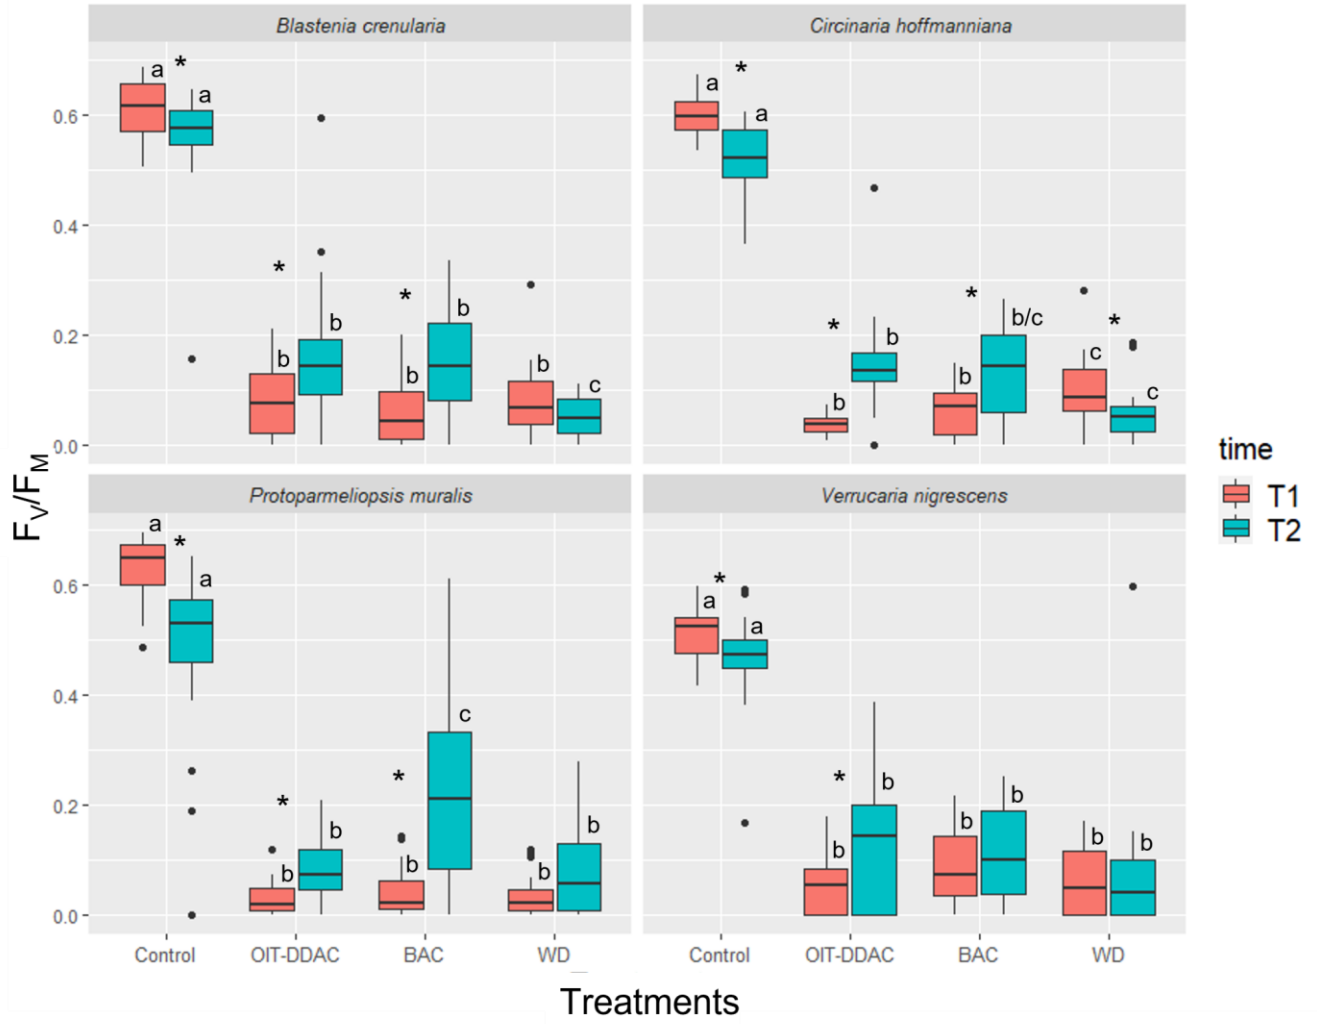 Blastenia crenularia
Circinaria hoffmanniana
a * a
a * a
0.6
0.4
0.2
0.0
* b b
* b b
b c
* b b
* b b/c
c * c
Protoparmeliopsis muralis
Verrucaria nigrescens
a * a
a * a
0.6
0.4
0.2
0.0
* b b
* b c
b b
* b b
b b
b b
Control OIT-DDAC BAC WD
Control OIT-DDAC BAC WD
FV/FM
Treatments
time
T1
T2